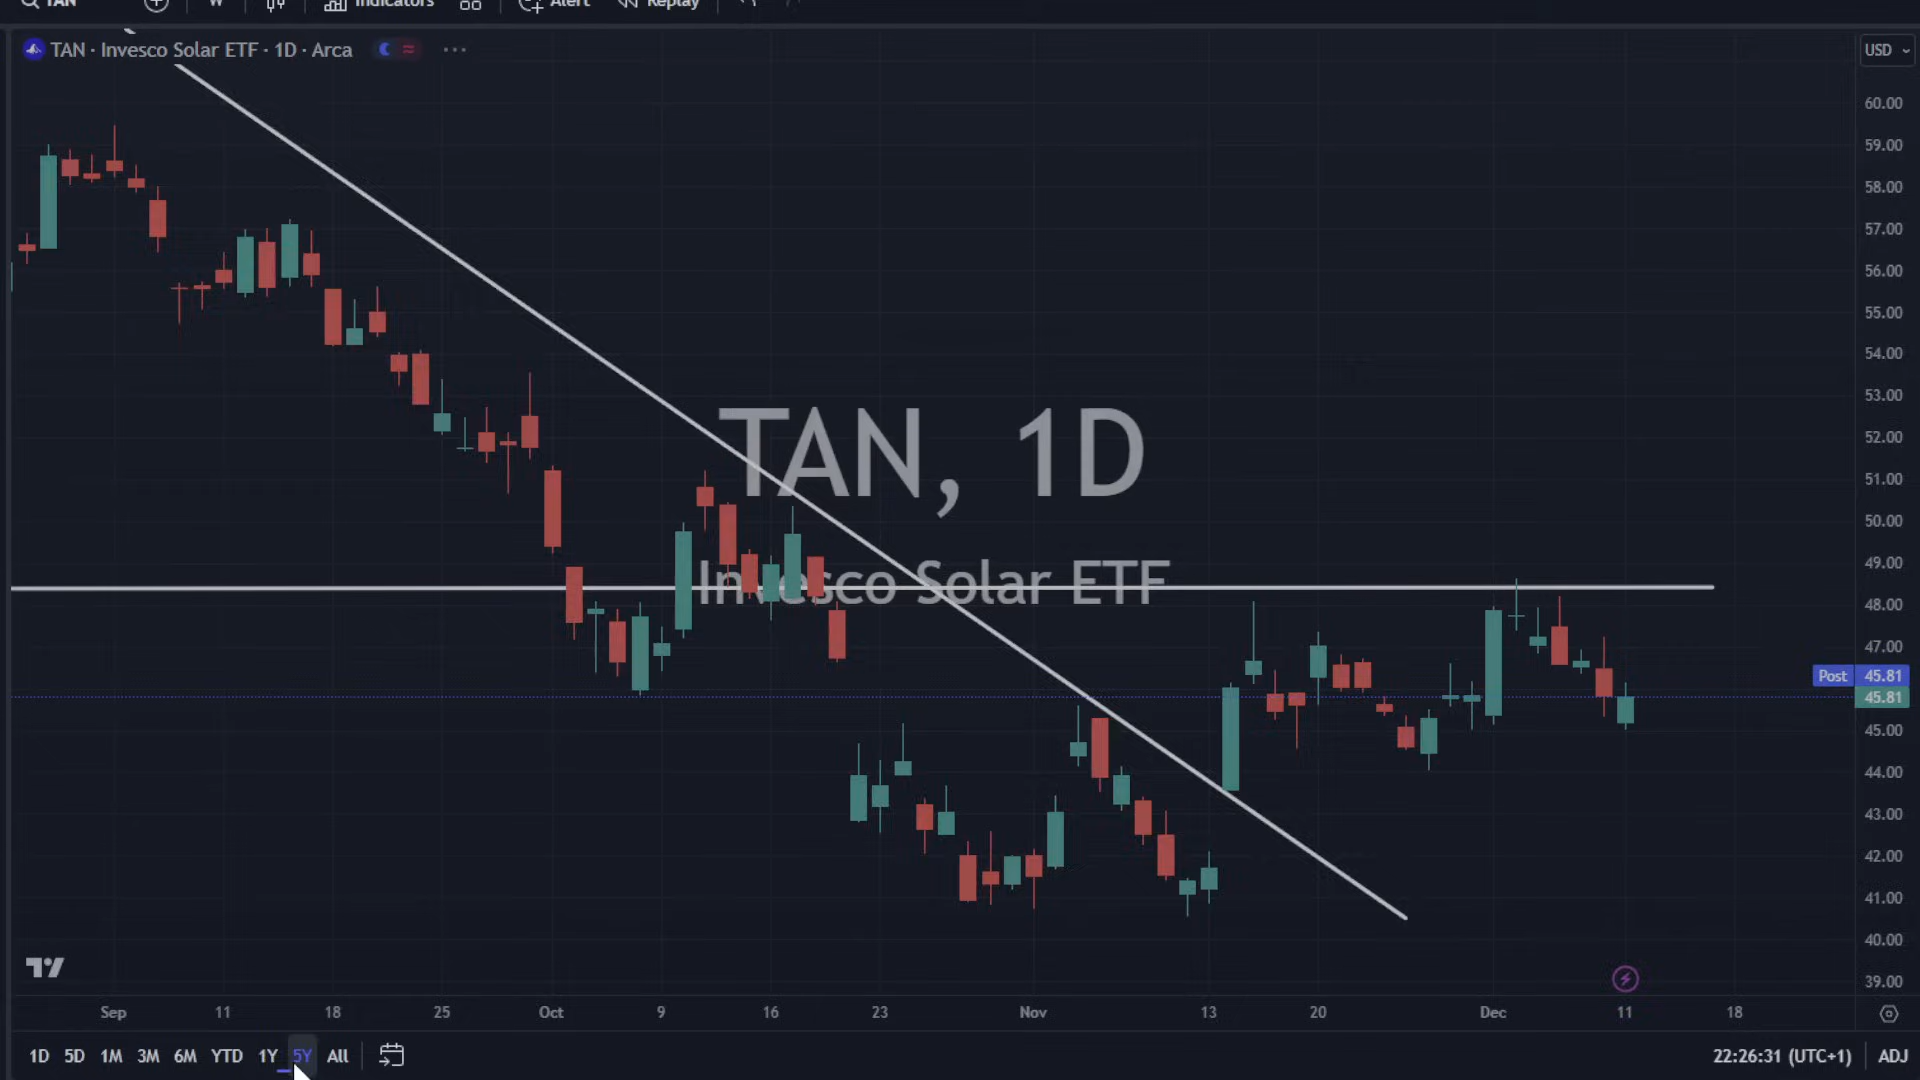 TAN W Indicators Alert Replay
TAN · Invesco Solar ETF · 1D · Arca
USD
60.00
59.00
58.00
57.00
56.00
55.00
54.00
53.00
52.00
51.00
50.00
49.00
48.00
47.00
Post 45.81
45.81
45.00
44.00
43.00
42.00
41.00
40.00
39.00
TAN, 1D
Invesco Solar ETF
Sep 11 18 25 Oct 9 16 23 Nov 13 20 Dec 11 18
1D 5D 1M 3M 6M YTD 1Y 5Y All 22:26:31 (UTC+1) ADJ